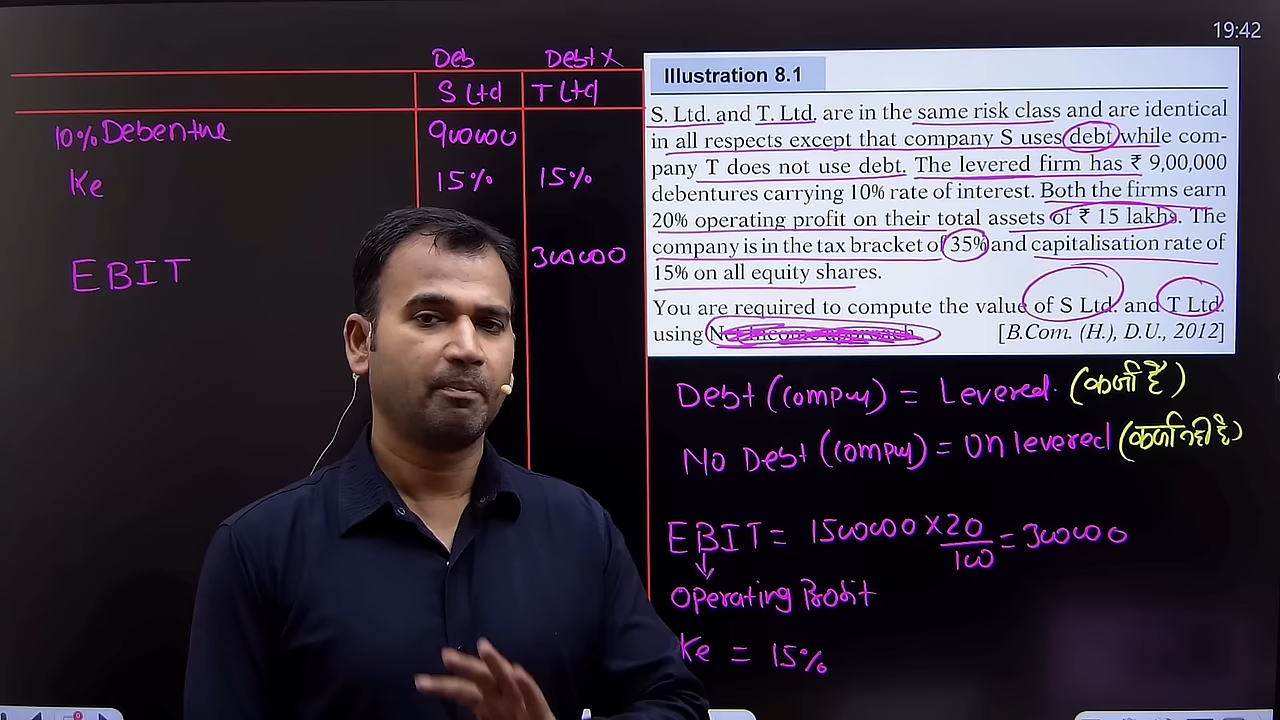 19:42
Deb Debt X
S Ltd T Ltd
10% Debenture 900000
Ke 15% 15%
EBIT 300000
Illustration 8.1
S. Ltd. and T. Ltd. are in the same risk class and are identical
in all respects except that company S uses debt while com-
pany T does not use debt. The levered firm has ₹ 9,00,000
debentures carrying 10% rate of interest. Both the firms earn
20% operating profit on their total assets of ₹ 15 lakhs. The
company is in the tax bracket of 35% and capitalisation rate of
15% on all equity shares.
You are required to compute the value of S Ltd. and T Ltd.
using Net Income approach. [B.Com. (H.), D.U., 2012]
Debt (Company) = Levered. (कर्जा है)
No Debt (Company) = Unlevered (कर्जा नही है)
EBIT = 1500000 X 20/100 = 300000
↓
Operating Profit
Ke = 15%